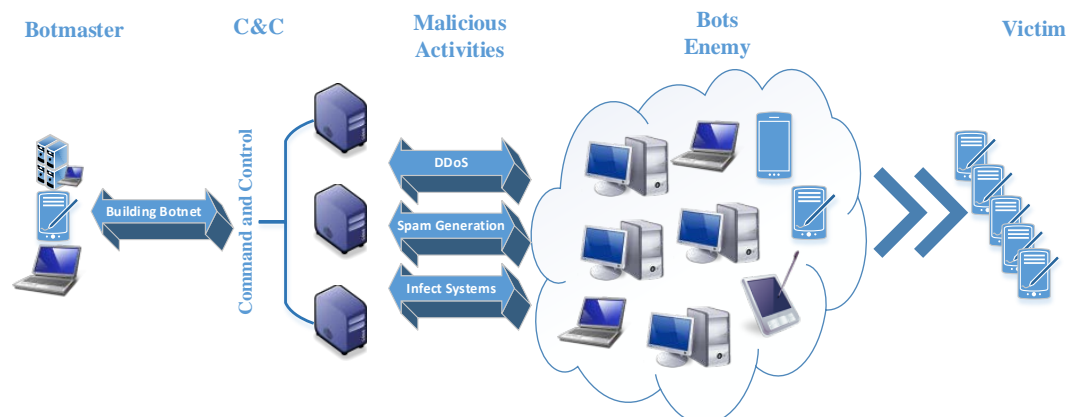 Botmaster
C&C
Malicious
Activities
Bots
Enemy
Victim
Building Botnet
Command and Control
DDoS
Spam Generation
Infect Systems